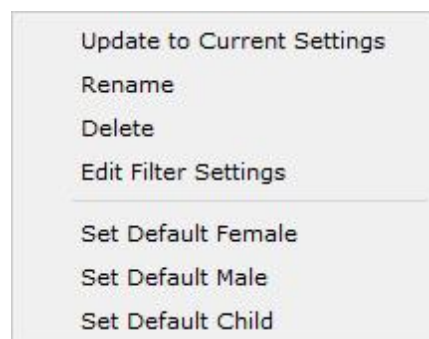 Update to Current Settings
Rename
Delete
Edit Filter Settings
Set Default Female
Set Default Male
Set Default Child